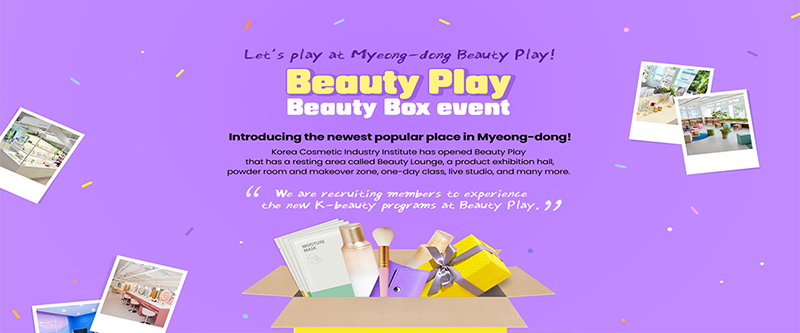 Let's play at Myeong-dong Beauty Play!
Beauty Play
Beauty Box event
Introducing the newest popular place in Myeong-dong!
Korea Cosmetic Industry Institute has opened Beauty Play
that has a resting area called Beauty Lounge, a product exhibition hall,
powder room and makeover zone, one-day class, live studio, and many more.
“ We are recruiting members to experience
the new K-beauty programs at Beauty Play. ”
MOISTURE
MASK